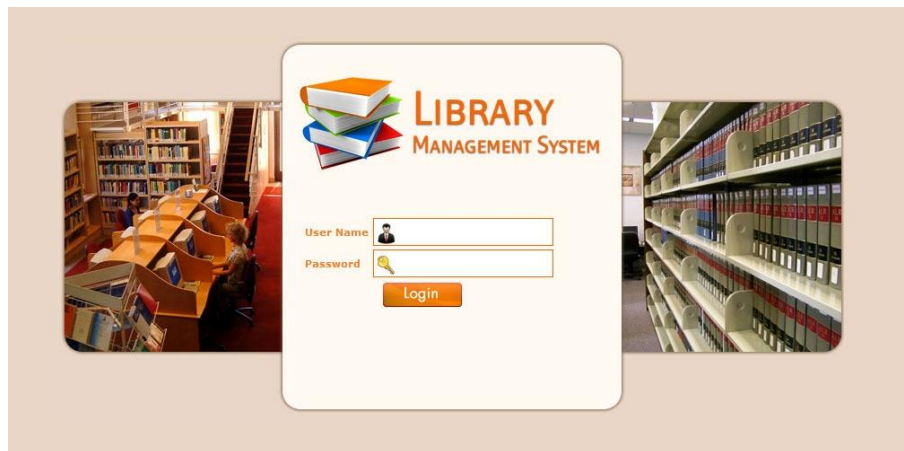 LIBRARY
MANAGEMENT SYSTEM
User Name
Password
Login